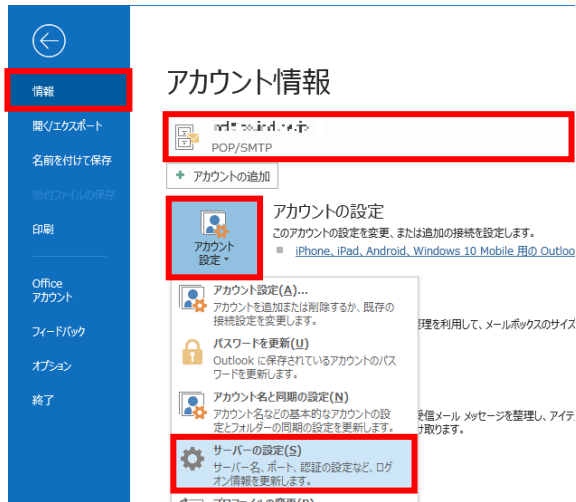 情報
開く/エクスポート
名前を付けて保存
添付ファイルの保存
印刷
Office
アカウント
フィードバック
オプション
終了
アカウント情報
POP/SMTP
+ アカウントの追加
アカウント
設定
アカウントの設定
このアカウントの設定を変更、または追加の接続を設定します。
iPhone、iPad、Android、Windows 10 Mobile 用の Outloo
アカウント設定(A)...
アカウントを追加または削除するか、既存の
接続設定を変更します。
パスワードを更新(U)
Outlook に保存されているアカウントのパス
ワードを更新します。
アカウント名と同期の設定(N)
アカウント名などの基本的なアカウントの設
定とフォルダーの同期の設定を更新します。
サーバーの設定(S)
サーバー名、ポート、認証の設定など、ログ
オン情報を更新します。
プロファイルの変更(P)
理を利用して、メールボックスのサイズ
受信メール メッセージを整理し、アイテ
け取ります。